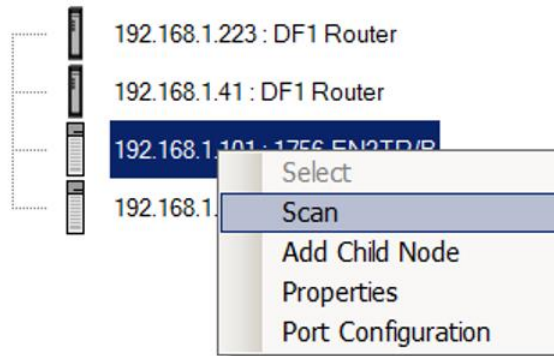 192.168.1.223 : DF1 Router
192.168.1.41 : DF1 Router
192.168.1.101 : 1756-EN2TR/B
Select
192.168.1.
Scan
Add Child Node
Properties
Port Configuration